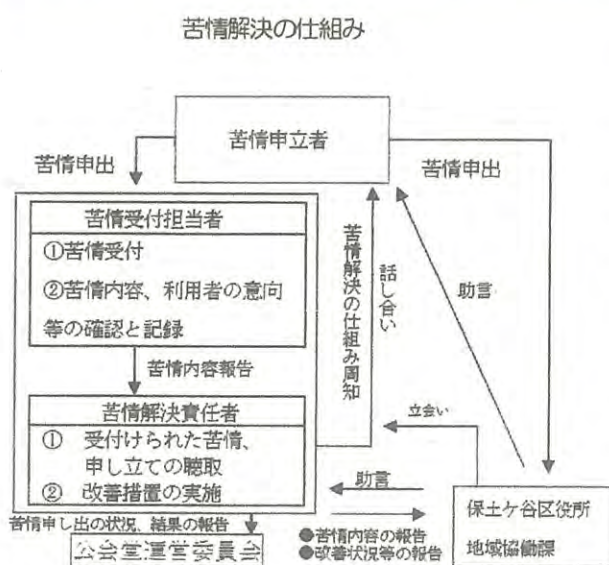 苦情解決の仕組み
苦情申立者
苦情申出
苦情申出
苦情受付担当者
①苦情受付
②苦情内容、利用者の意向
等の確認と記録
苦情内容報告
苦情解決責任者
① 受付けられた苦情、
申し立ての聴取
② 改善措置の実施
苦情解決の仕組み周知
話し合い
助言
立会い
助言
保土ケ谷区役所
地域協働課
苦情申し出の状況、結果の報告
公会堂運営委員会
●苦情内容の報告
●改善状況等の報告